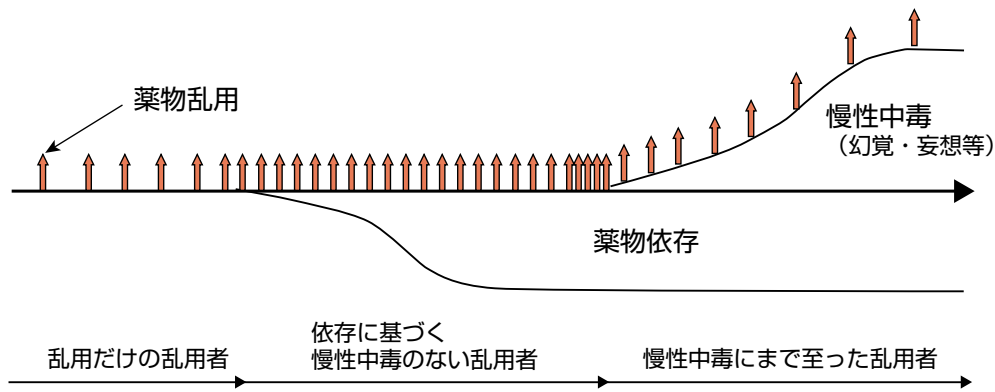 薬物乱用
慢性中毒
（幻覚・妄想等）
薬物依存
乱用だけの乱用者
依存に基づく
慢性中毒のない乱用者
慢性中毒にまで至った乱用者